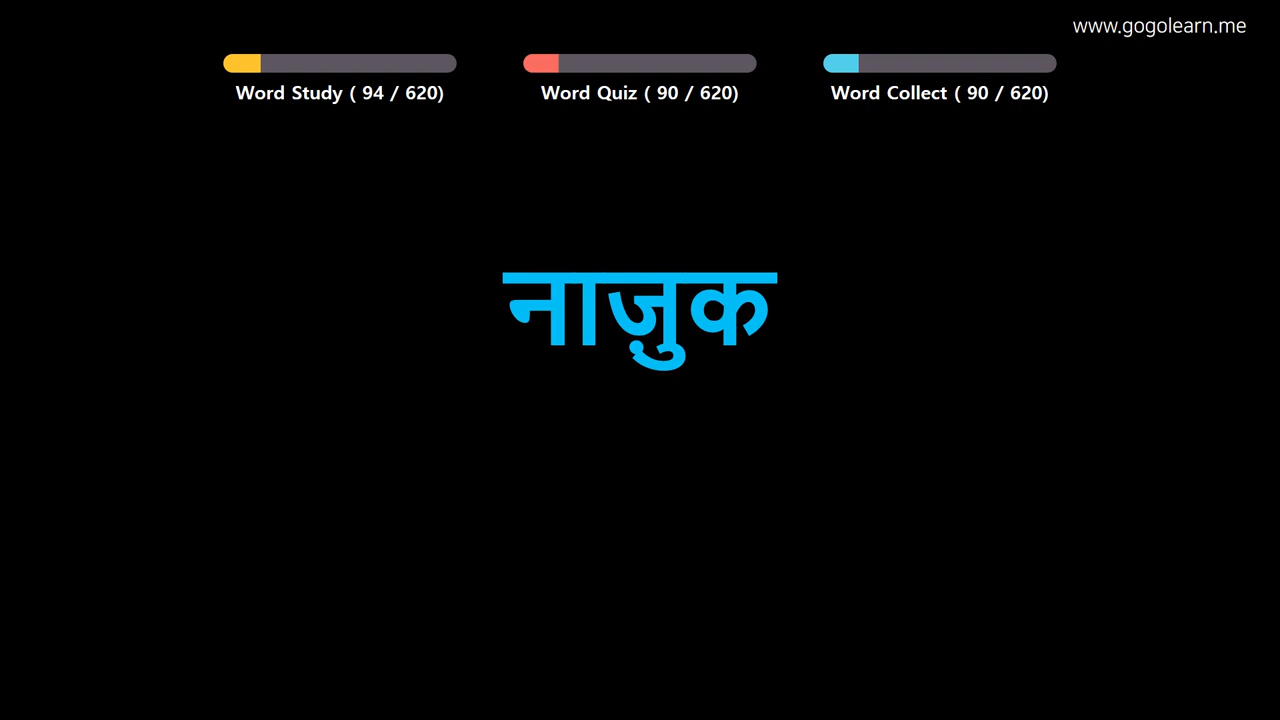 www.gogolearn.me
Word Study ( 94 / 620)
Word Quiz ( 90 / 620)
Word Collect ( 90 / 620)
नाज़ुक